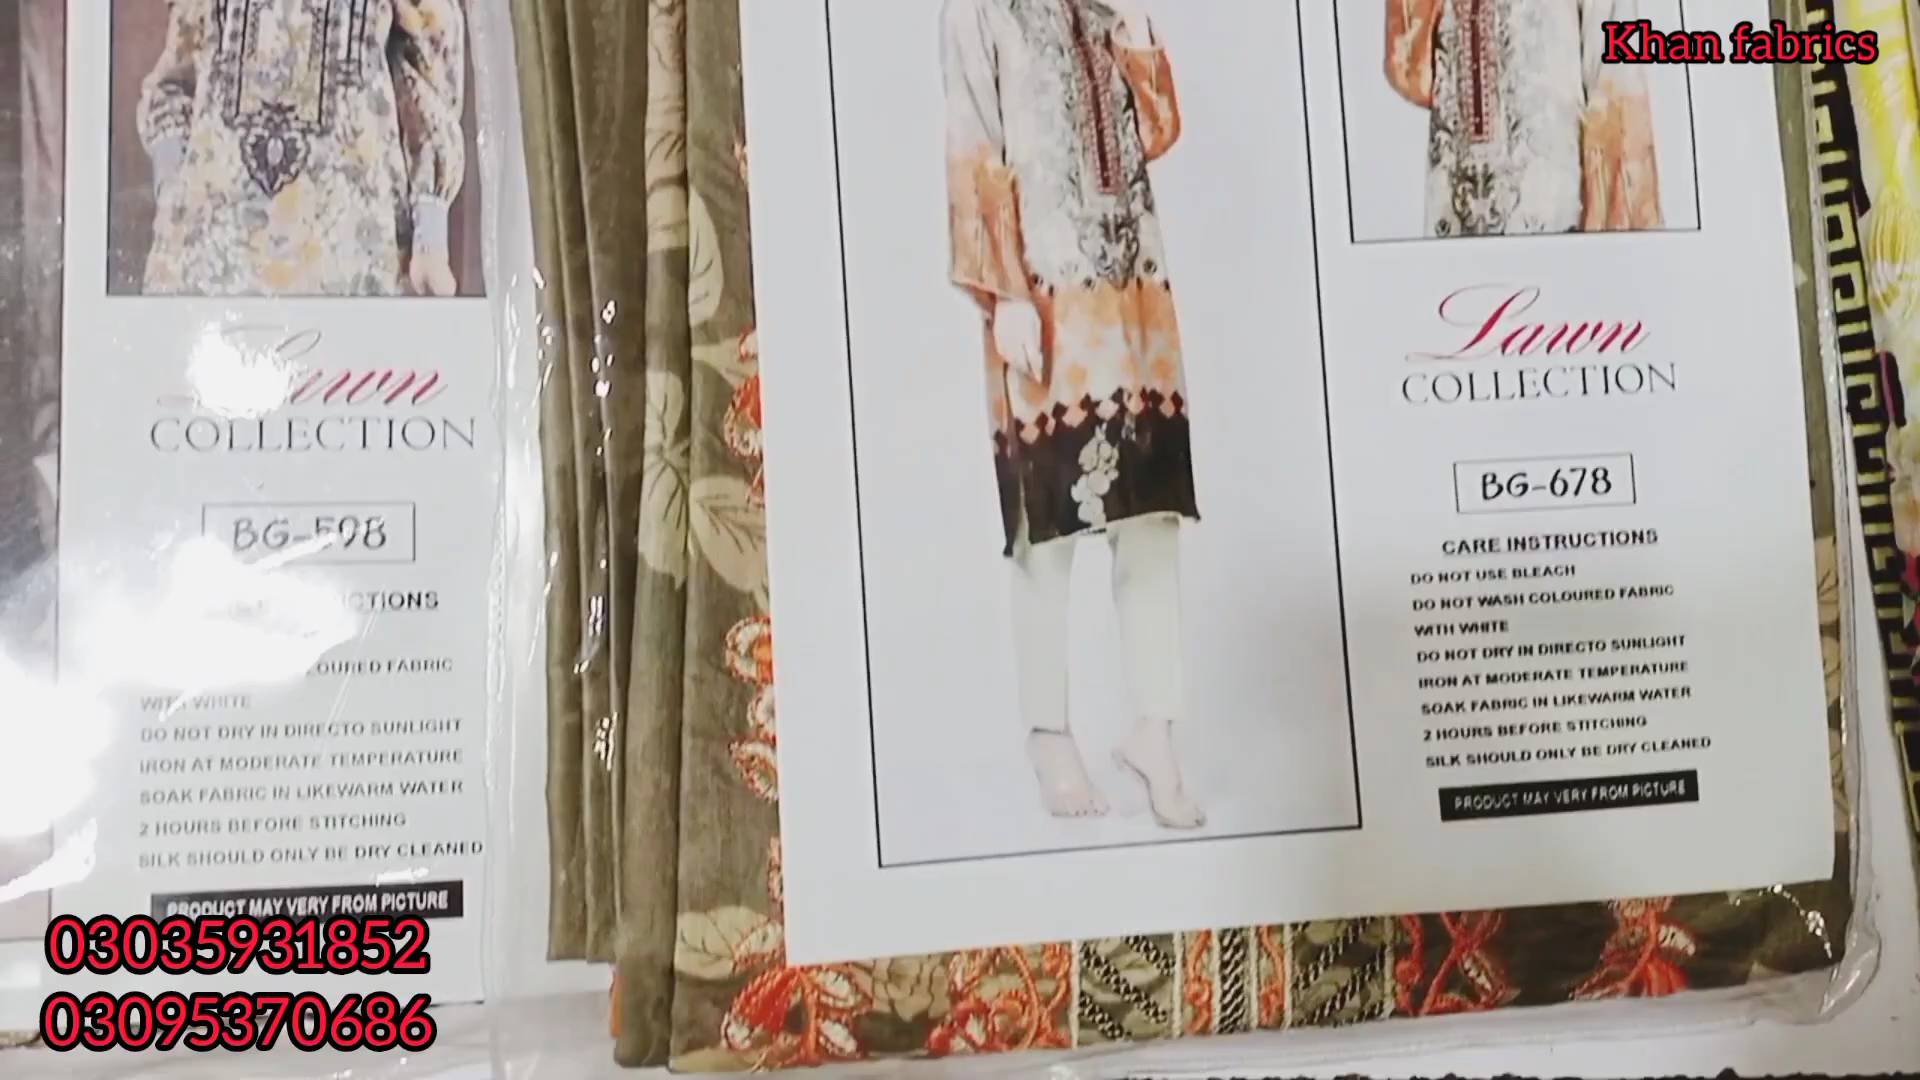 Khan fabrics
Lawn
COLLECTION
BG-598
COLOURED FABRIC
WITH WHITE
DO NOT DRY IN DIRECTO SUNLIGHT
IRON AT MODERATE TEMPERATURE
SOAK FABRIC IN LIKEWARM WATER
2 HOURS BEFORE STITCHING
SILK SHOULD ONLY BE DRY CLEANED
PRODUCT MAY VERY FROM PICTURE
03035931852
03095370686
Lawn
COLLECTION
BG-678
CARE INSTRUCTIONS
DO NOT USE BLEACH
DO NOT WASH COLOURED FABRIC
WITH WHITE
DO NOT DRY IN DIRECTO SUNLIGHT
IRON AT MODERATE TEMPERATURE
SOAK FABRIC IN LIKEWARM WATER
2 HOURS BEFORE STITCHING
SILK SHOULD ONLY BE DRY CLEANED
PRODUCT MAY VERY FROM PICTURE